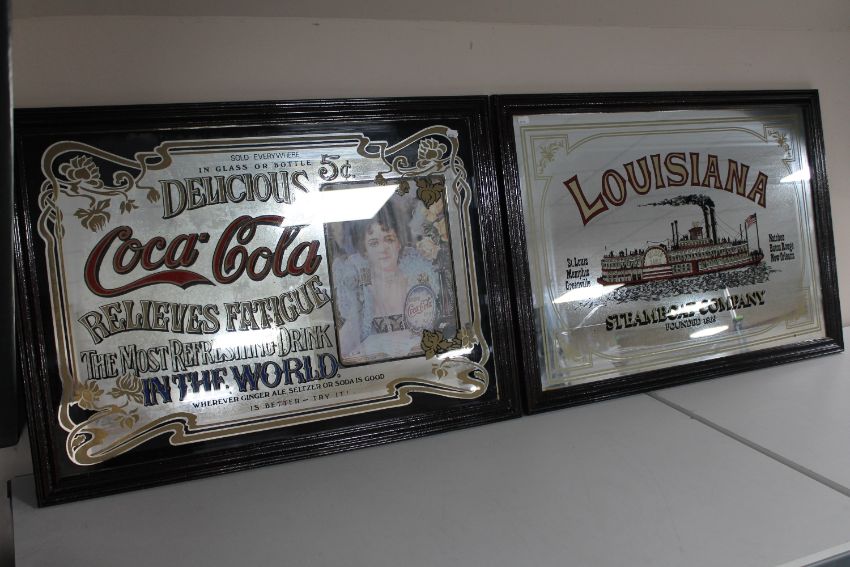 SOLD EVERYWHERE
IN GLASS OR BOTTLE
5¢
DELICIOUS
Coca-Cola
RELIEVES FATIGUE
THE MOST REFRESHING DRINK
IN THE WORLD.
WHEREVER GINGER ALE SELTZER OR SODA IS GOOD
IS BETTER - TRY IT!
Coca-Cola
LOUISIANA
St. Louis
Memphis
Greenville
Natchez
Baton Rouge
New Orleans
STEAMBOAT COMPANY
FOUNDED